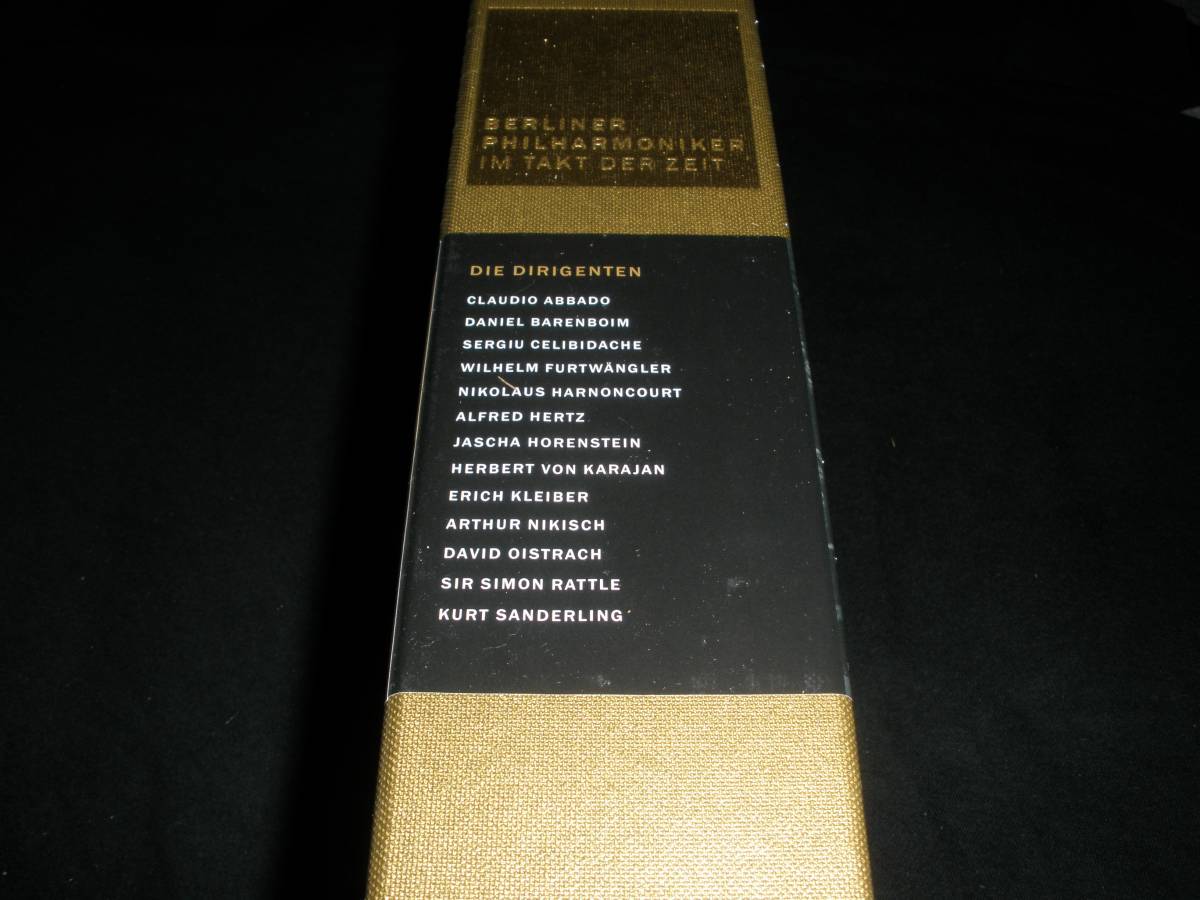 BERLINER
PHILHARMONIKER
IM TAKT DER ZEIT
DIE DIRIGENTEN
CLAUDIO ABBADO
DANIEL BARENBOIM
SERGIU CELIBIDACHE
WILHELM FURTWÄNGLER
NIKOLAUS HARNONCOURT
ALFRED HERTZ
JASCHA HORENSTEIN
HERBERT VON KARAJAN
ERICH KLEIBER
ARTHUR NIKISCH
DAVID OISTRACH
SIR SIMON RATTLE
KURT SANDERLING